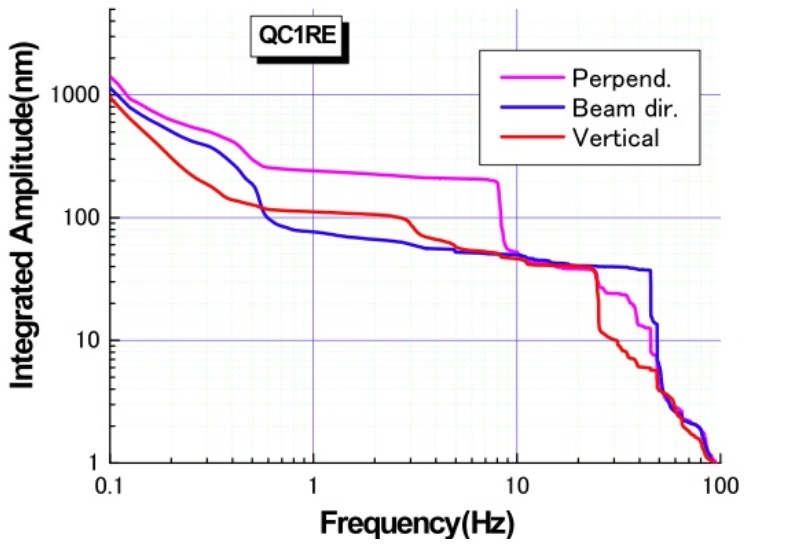 QC1RE
Perpend.
Beam dir.
Vertical
Integrated Amplitude(nm)
1000
100
10
1
0.1 1 10 100
Frequency(Hz)